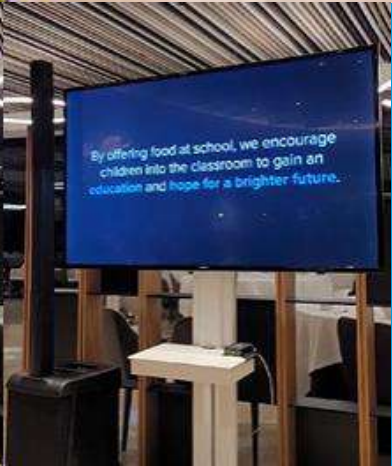 By offering food at school, we encourage
children into the classroom to gain an
education and hope for a brighter future.